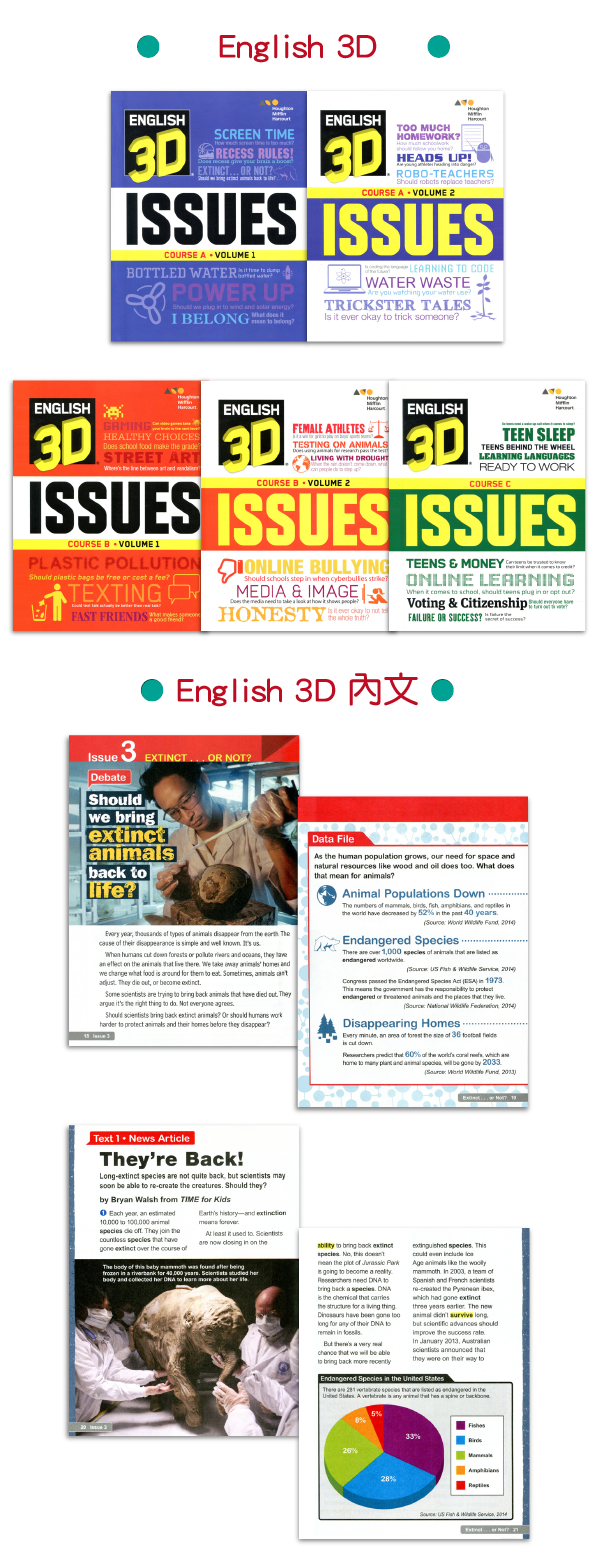 English 3D
Houghton
Mifflin
Harcourt
ENGLISH
3D
SCREEN TIME
How much screen time is too much?
RECESS RULES!
Does recess give your brain a boost?
EXTINCT... OR NOT?
Should we bring extinct animals back to life?
ISSUES
COURSE A • VOLUME 1
BOTTLED WATER Is it time to dump
bottled water?
POWER UP
Should we plug in to wind and solar energy?
I BELONG What does it
mean to belong?
Houghton
Mifflin
Harcourt
ENGLISH
3D
TOO MUCH
HOMEWORK?
How much schoolwork
should follow you home?
HEADS UP!
Are young athletes heading into danger?
ROBO-TEACHERS
Should robots replace teachers?
COURSE A • VOLUME 2
ISSUES
Is coding the language
of the future?
LEARNING TO CODE
WATER WASTE
Are you watching your water use?
TRICKSTER TALES
Is it ever okay to trick someone?
Houghton
Mifflin
Harcourt
ENGLISH
3D
GAMING
HEALTHY CHOICES
Does school food make the grade?
STREET ART
Where's the line between art and vandalism?
ISSUES
COURSE B • VOLUME 1
PLASTIC POLLUTION
Should plastic bags be free or cost a fee?
TEXTING
Could text talk actually be better than real talk?
FAST FRIENDS What makes someone
a good friend?
Houghton
Mifflin
Harcourt
ENGLISH
3D
FEMALE ATHLETES
Is it a win for girls to play on boys' sports teams?
TESTING ON ANIMALS
Does using animals for research pass the test?
LIVING WITH DROUGHT
When the rain doesn't come down, what
can people do to step up?
COURSE B • VOLUME 2
ISSUES
ONLINE BULLYING
Should schools step in when cyberbullies strike?
MEDIA & IMAGE
Does the media need to take a look at how it shows people?
HONESTY Is it ever okay to not tell
the whole truth?
Houghton
Mifflin
Harcourt
ENGLISH
3D
Do teens need a wake-up call when it comes to sleep?
TEEN SLEEP
TEENS BEHIND THE WHEEL
LEARNING LANGUAGES
READY TO WORK
COURSE C
ISSUES
TEENS & MONEY Can teens be trusted to know
their limit when it comes to credit?
ONLINE LEARNING
When it comes to school, should teens plug in or opt out?
Voting & Citizenship Should everyone have
to turn out to vote?
FAILURE OR SUCCESS? Is failure the
secret of success?
English 3D 內文
Issue 3 EXTINCT . . . OR NOT?
Debate
Should
we bring
extinct
animals
back to
life?
Every year, thousands of types of animals disappear from the earth The
cause of their disappearance is simple and well known. It's us.
When humans cut down forests or pollute rivers and oceans, they have
an effect on the animals that live there. We take away animals' homes and
we change what food is around for them to eat. Sometimes, animals can't
adjust. They die out, or become extinct.
Some scientists are trying to bring back animals that have died out. They
argue it's the right thing to do. Not everyone agrees.
Should scientists bring back extinct animals? Or should humans work
harder to protect animals and their homes before they disappear?
18 Issue 3
Data File
As the human population grows, our need for space and
natural resources like wood and oil does too. What does
that mean for animals?
Animal Populations Down
The numbers of mammals, birds, fish, amphibians, and reptiles in
the world have decreased by 52% in the past 40 years.
(Source: World Wildlife Fund, 2014)
Endangered Species
There are over 1,000 species of animals that are listed as
endangered worldwide.
(Source: US Fish & Wildlife Service, 2014)
Congress passed the Endangered Species Act (ESA) in 1973.
This means the government has the responsibility to protect
endangered or threatened animals and the places that they live.
(Source: National Wildlife Federation, 2014)
Disappearing Homes
Every minute, an area of forest the size of 36 football fields
is cut down.
Researchers predict that 60% of the world's coral reefs, which are
home to many plant and animal species, will be gone by 2033.
(Source: World Wildlife Fund, 2013)
Extinct . . . or Not? 19
Text 1 • News Article
They're Back!
Long-extinct species are not quite back, but scientists may
soon be able to re-create the creatures. Should they?
by Bryan Walsh from TIME for Kids
1 Each year, an estimated
10,000 to 100,000 animal
species die off. They join the
countless species that have
gone extinct over the course of
Earth's history—and extinction
means forever.
At least it used to. Scientists
are now closing in on the
The body of this baby mammoth was found after being
frozen in a riverbank for 40,000 years. Scientists studied her
body and collected her DNA to learn more about her life.
20 Issue 3
ability to bring back extinct
species. No, this doesn't
mean the plot of Jurassic Park
is going to become a reality.
Researchers need DNA to
bring back a species. DNA
is the chemical that carries
the structure for a living thing.
Dinosaurs have been gone too
long for any of their DNA to
remain in fossils.
But there's a very real
chance that we will be able
to bring back more recently
extinguished species. This
could even include Ice
Age animals like the woolly
mammoth. In 2003, a team of
Spanish and French scientists
re-created the Pyrenean ibex,
which had gone extinct
three years earlier. The new
animal didn't survive long,
but scientific advances should
improve the success rate.
In January 2013, Australian
scientists announced that
they were on their way to
Endangered Species in the United States
There are 281 vertebrate species that are listed as endangered in the
United States. A vertebrate is any animal that has a spine or backbone.
5%
8%
33%
26%
28%
Fishes
Birds
Mammals
Amphibians
Reptiles
Source: US Fish & Wildlife Service, 2014
Extinct . . . or Not? 21